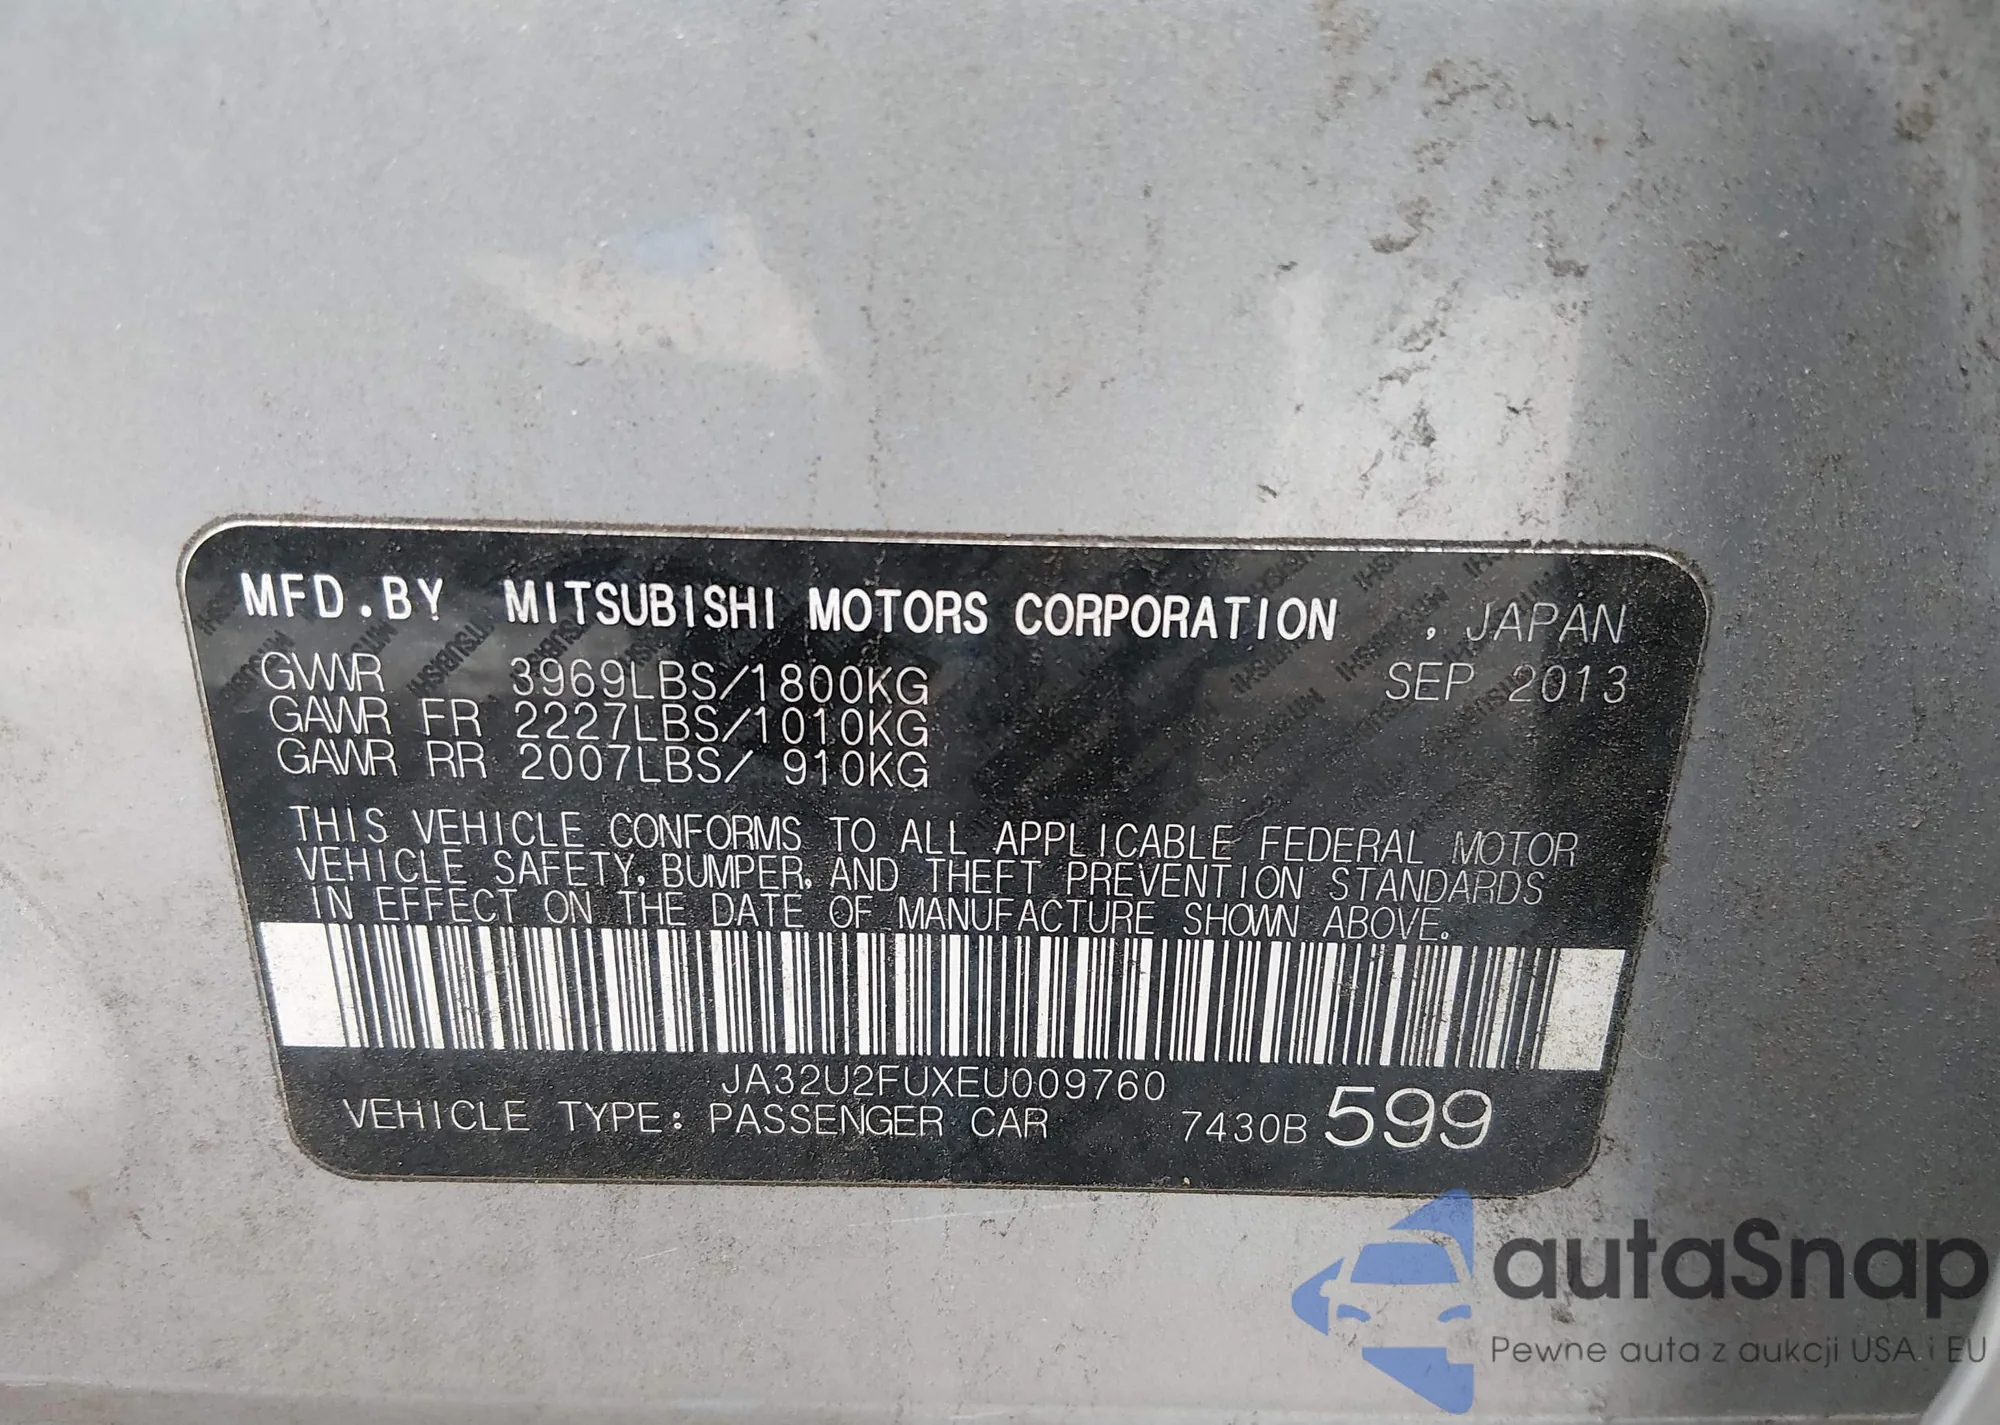 MFD.BY MITSUBISHI MOTORS CORPORATION , JAPAN
GVWR 3969LBS/1800KG SEP 2013
GAWR FR 2227LBS/1010KG
GAWR RR 2007LBS/ 910KG
THIS VEHICLE CONFORMS TO ALL APPLICABLE FEDERAL MOTOR
VEHICLE SAFETY, BUMPER, AND THEFT PREVENTION STANDARDS
IN EFFECT ON THE DATE OF MANUFACTURE SHOWN ABOVE.
JA32U2FUXEU009760
VEHICLE TYPE: PASSENGER CAR 7430B 599
autaSnap
Pewne auta z aukcji USA i EU